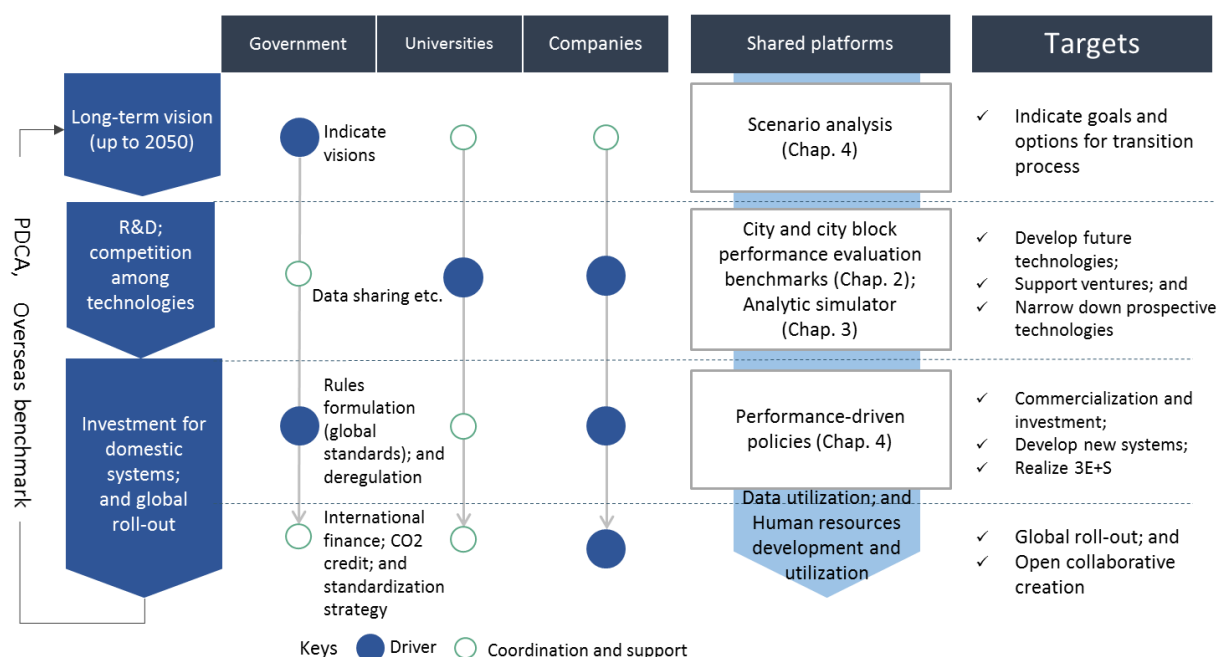 Government
Universities
Companies
Shared platforms
Targets
Long-term vision
(up to 2050)
Indicate
visions
Scenario analysis
(Chap. 4)
✓ Indicate goals and
options for transition
process
R&D;
competition
among
technologies
Data sharing etc.
City and city block
performance evaluation
benchmarks (Chap. 2);
Analytic simulator
(Chap. 3)
✓ Develop future
technologies;
✓ Support ventures; and
✓ Narrow down prospective
technologies
Investment for
domestic
systems;
and global
roll-out
Rules
formulation
(global
standards); and
deregulation
Performance-driven
policies (Chap. 4)
✓ Commercialization and
investment;
✓ Develop new systems;
✓ Realize 3E+S
International
finance; CO2
credit; and
standardization
strategy
Data utilization; and
Human resources
development and
utilization
✓ Global roll-out; and
✓ Open collaborative
creation
PDCA, Overseas benchmark
Keys Driver Coordination and support